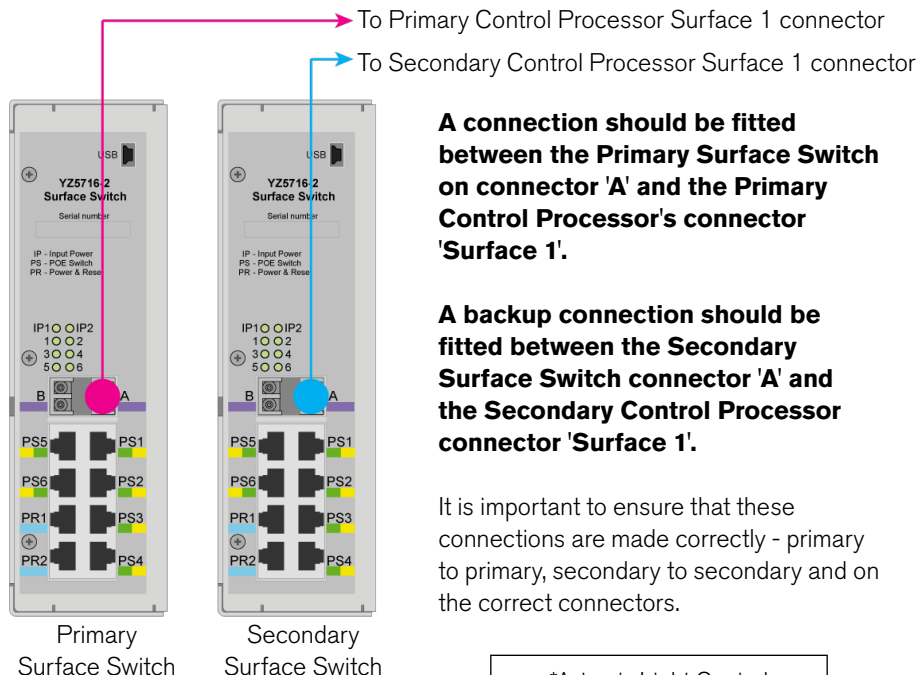 To Primary Control Processor Surface 1 connector
To Secondary Control Processor Surface 1 connector
USB
YZ5716-2
Surface Switch
Serial number
IP - Input Power
PS - POE Switch
PR - Power & Reset
IP1 IP2
1 2
3 4
5 6
B A
PS5 PS1
PS6 PS2
PR1 PS3
PR2 PS4
Primary
Surface Switch
USB
YZ5716-2
Surface Switch
Serial number
IP - Input Power
PS - POE Switch
PR - Power & Reset
IP1 IP2
1 2
3 4
5 6
B A
PS5 PS1
PS6 PS2
PR1 PS3
PR2 PS4
Secondary
Surface Switch
A connection should be fitted
between the Primary Surface Switch
on connector 'A' and the Primary
Control Processor's connector
'Surface 1'.
A backup connection should be
fitted between the Secondary
Surface Switch connector 'A' and
the Secondary Control Processor
connector 'Surface 1'.
It is important to ensure that these
connections are made correctly - primary
to primary, secondary to secondary and on
the correct connectors.